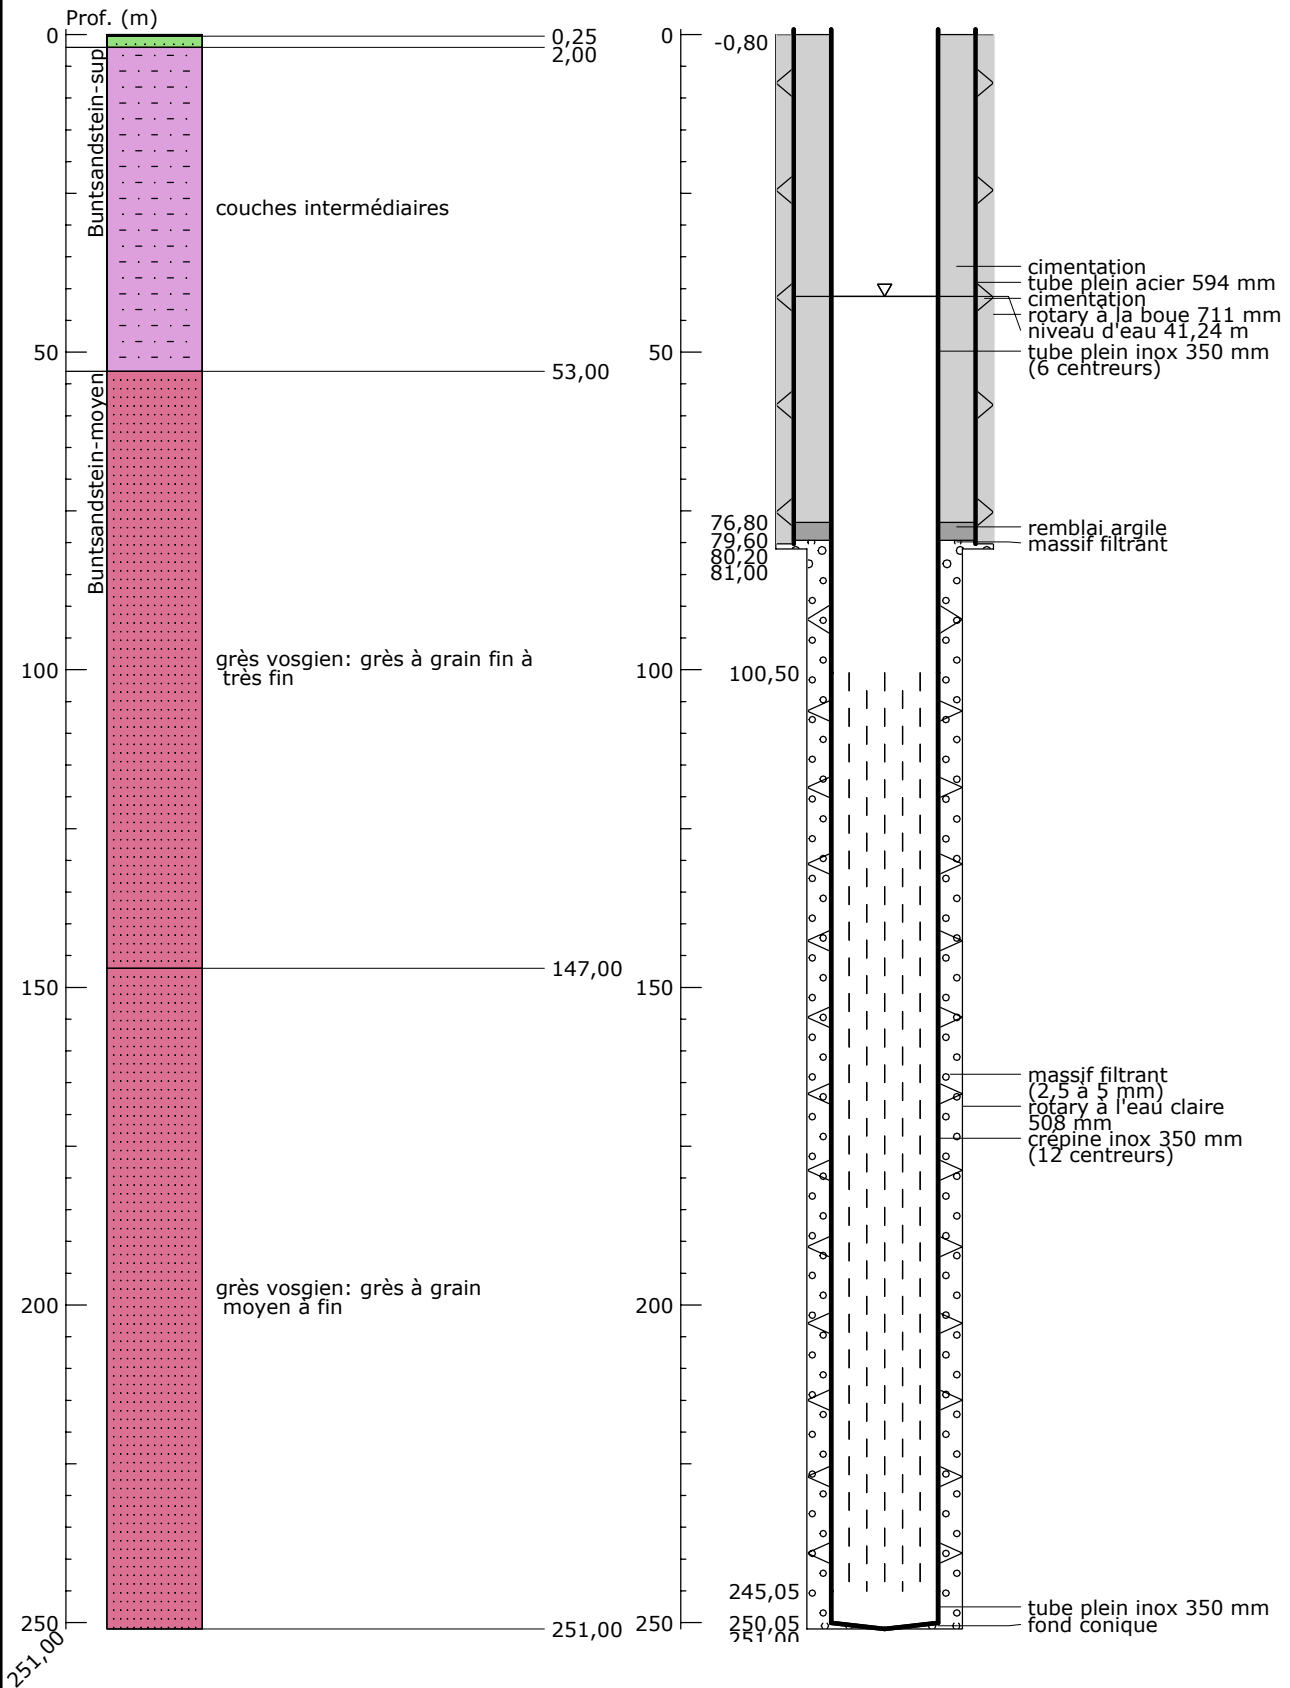 Prof. (m)
0
50
100
150
200
250
251,00
Buntsandstein-sup
Buntsandstein-moyen
0,25
2,00
couches intermédiaires
53,00
grès vosgien: grès à grain fin à
très fin
147,00
grès vosgien: grès à grain
moyen à fin
251,00
0
50
100
150
200
250
-0,80
76,80
79,60
80,20
81,00
100,50
245,05
250,05
251,00
cimentation
tube plein acier 594 mm
cimentation
rotary à la boue 711 mm
niveau d'eau 41,24 m
tube plein inox 350 mm
(6 centreurs)
remblai argile
massif filtrant
massif filtrant
(2,5 à 5 mm)
rotary à l'eau claire
508 mm
crépine inox 350 mm
(12 centreurs)
tube plein inox 350 mm
fond conique